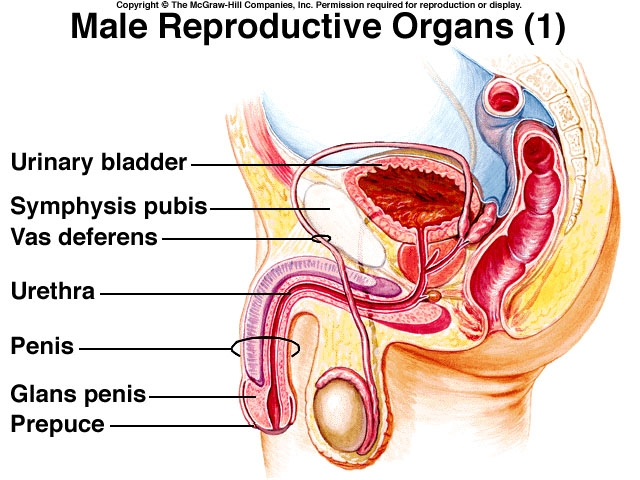 Copyright © The McGraw-Hill Companies, Inc. Permission required for reproduction or display.
Male Reproductive Organs (1)
Urinary bladder
Symphysis pubis
Vas deferens
Urethra
Penis
Glans penis
Prepuce